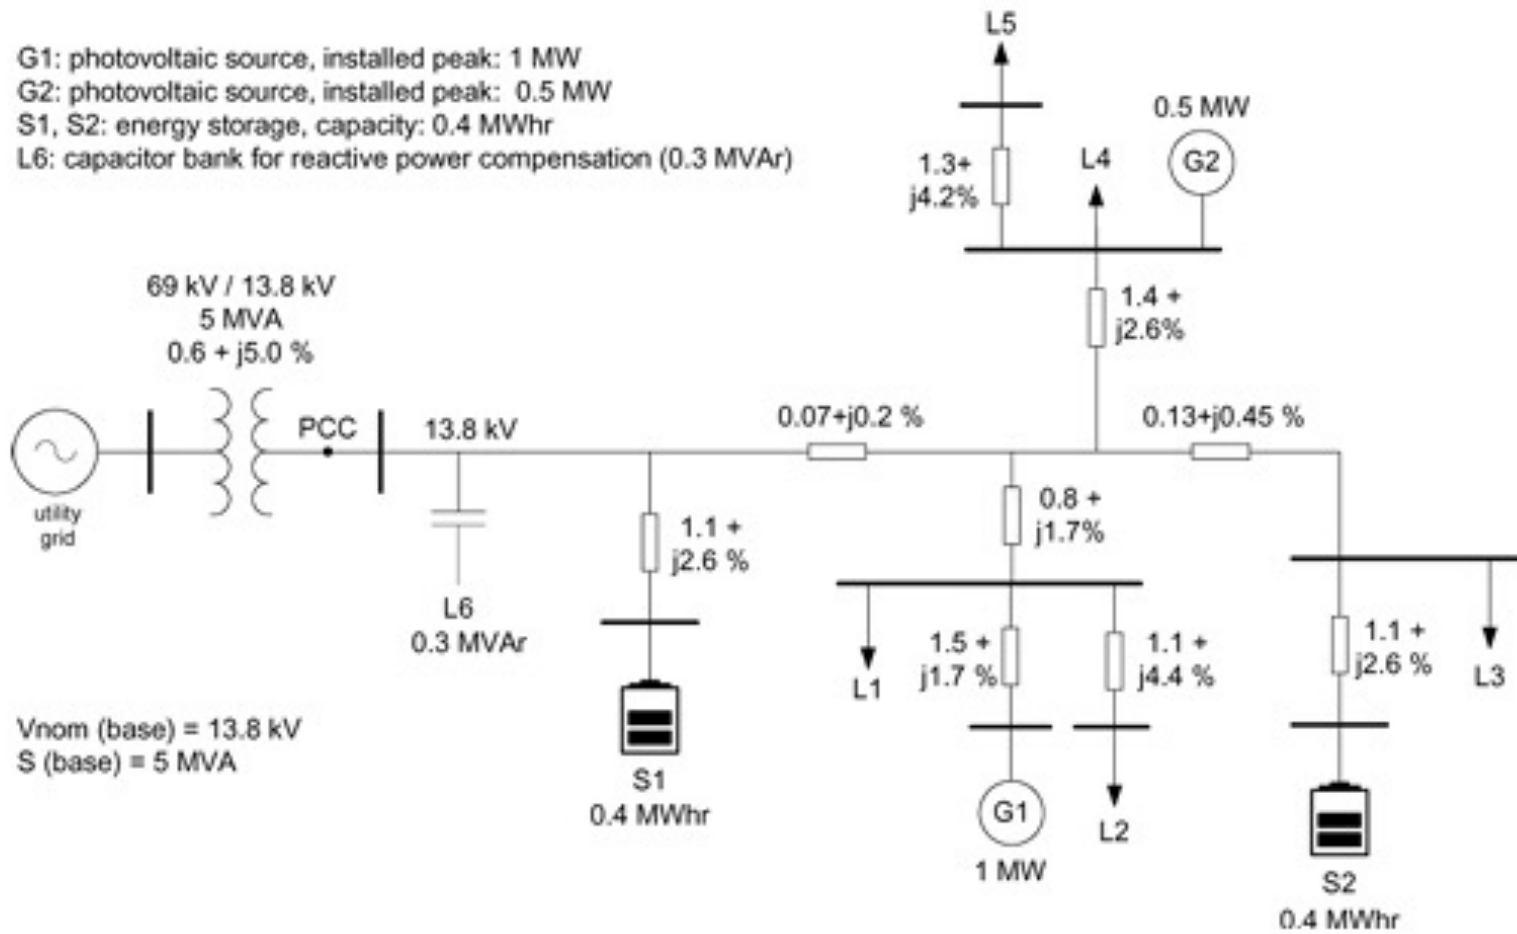 G1: photovoltaic source, installed peak: 1 MW
G2: photovoltaic source, installed peak: 0.5 MW
S1, S2: energy storage, capacity: 0.4 MWhr
L6: capacitor bank for reactive power compensation (0.3 MVAr)
L5
0.5 MW
1.3+
j4.2%
L4
G2
69 kV / 13.8 kV
5 MVA
0.6 + j5.0 %
1.4 +
j2.6%
PCC
13.8 kV
0.07+j0.2 %
0.13+j0.45 %
utility
grid
1.1 +
j2.6 %
0.8 +
j1.7%
L6
0.3 MVAr
L1
1.5 +
j1.7 %
1.1 +
j4.4 %
1.1 +
j2.6 %
L3
Vnom (base) = 13.8 kV
S (base) = 5 MVA
S1
0.4 MWhr
G1
1 MW
L2
S2
0.4 MWhr